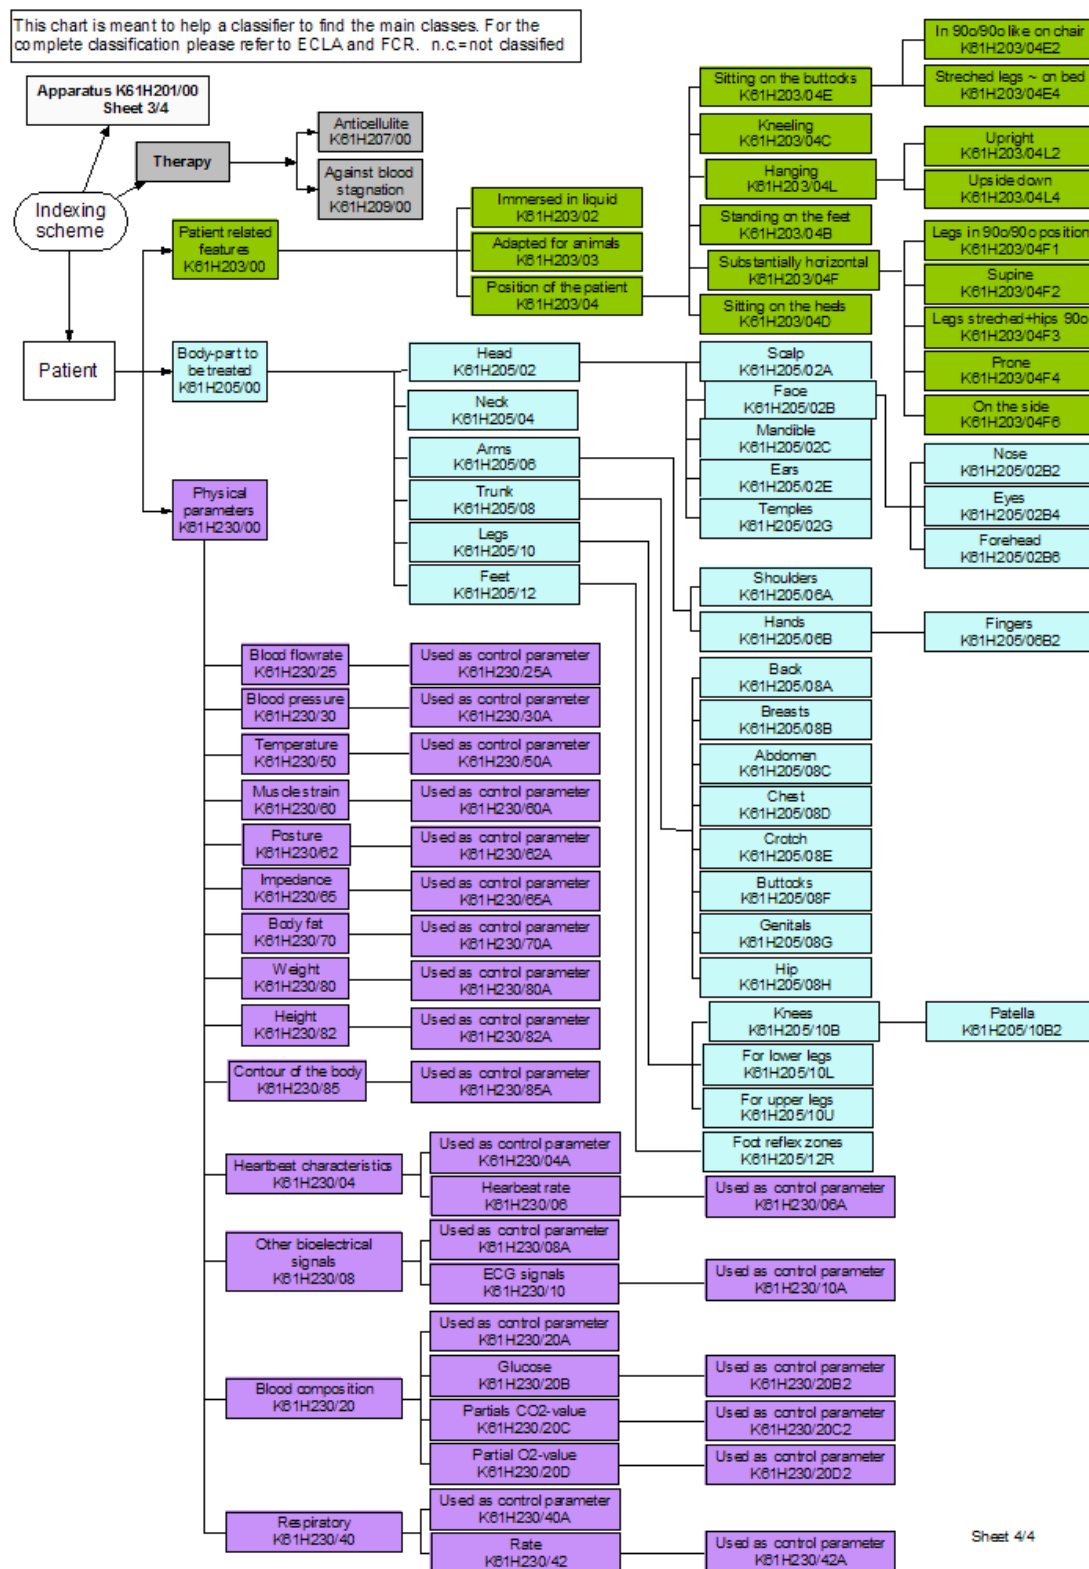 This chart is meant to help a classifier to find the main classes. For the
complete classification please refer to ECLA and FCR. n.c.=not classified
Apparatus K61H201/00
Sheet 3/4
Therapy
Anticellulite
K61H207/00
Against blood
stagnation
K61H209/00
Indexing
scheme
Patient
Patient related
features
K61H203/00
Immersed in liquid
K61H203/02
Adapted for animals
K61H203/03
Position of the patient
K61H203/04
Sitting on the buttocks
K61H203/04E
In 90o/90o like on chair
K61H203/04E2
Streched legs ~ on bed
K61H203/04E4
Kneeling
K61H203/04C
Hanging
K61H203/04L
Upright
K61H203/04L2
Upside down
K61H203/04L4
Standing on the feet
K61H203/04B
Substantially horizontal
K61H203/04F
Legs in 90o/90o position
K61H203/04F1
Supine
K61H203/04F2
Legs streched+hips 90o
K61H203/04F3
Prone
K61H203/04F4
On the side
K61H203/04F6
Sitting on the heels
K61H203/04D
Body-part to
be treated
K61H205/00
Head
K61H205/02
Scalp
K61H205/02A
Face
K61H205/02B
Nose
K61H205/02B2
Eyes
K61H205/02B4
Forehead
K61H205/02B6
Mandible
K61H205/02C
Ears
K61H205/02E
Temples
K61H205/02G
Neck
K61H205/04
Arms
K61H205/06
Shoulders
K61H205/06A
Hands
K61H205/06B
Fingers
K61H205/06B2
Trunk
K61H205/08
Back
K61H205/08A
Breasts
K61H205/08B
Abdomen
K61H205/08C
Chest
K61H205/08D
Crotch
K61H205/08E
Buttocks
K61H205/08F
Genitals
K61H205/08G
Hip
K61H205/08H
Legs
K61H205/10
Knees
K61H205/10B
Patella
K61H205/10B2
For lower legs
K61H205/10L
For upper legs
K61H205/10U
Feet
K61H205/12
Foot reflex zones
K61H205/12R
Physical
parameters
K61H230/00
Blood flowrate
K61H230/25
Used as control parameter
K61H230/25A
Blood pressure
K61H230/30
Used as control parameter
K61H230/30A
Temperature
K61H230/50
Used as control parameter
K61H230/50A
Muscle strain
K61H230/60
Used as control parameter
K61H230/60A
Posture
K61H230/62
Used as control parameter
K61H230/62A
Impedance
K61H230/65
Used as control parameter
K61H230/65A
Body fat
K61H230/70
Used as control parameter
K61H230/70A
Weight
K61H230/80
Used as control parameter
K61H230/80A
Height
K61H230/82
Used as control parameter
K61H230/82A
Contour of the body
K61H230/85
Used as control parameter
K61H230/85A
Heartbeat characteristics
K61H230/04
Used as control parameter
K61H230/04A
Hearbeat rate
K61H230/06
Used as control parameter
K61H230/06A
Other bioelectrical
signals
K61H230/08
Used as control parameter
K61H230/08A
ECG signals
K61H230/10
Used as control parameter
K61H230/10A
Blood composition
K61H230/20
Used as control parameter
K61H230/20A
Glucose
K61H230/20B
Used as control parameter
K61H230/20B2
Partials CO2-value
K61H230/20C
Used as control parameter
K61H230/20C2
Partial O2-value
K61H230/20D
Used as control parameter
K61H230/20D2
Respiratory
K61H230/40
Used as control parameter
K61H230/40A
Rate
K61H230/42
Used as control parameter
K61H230/42A
Sheet 4/4